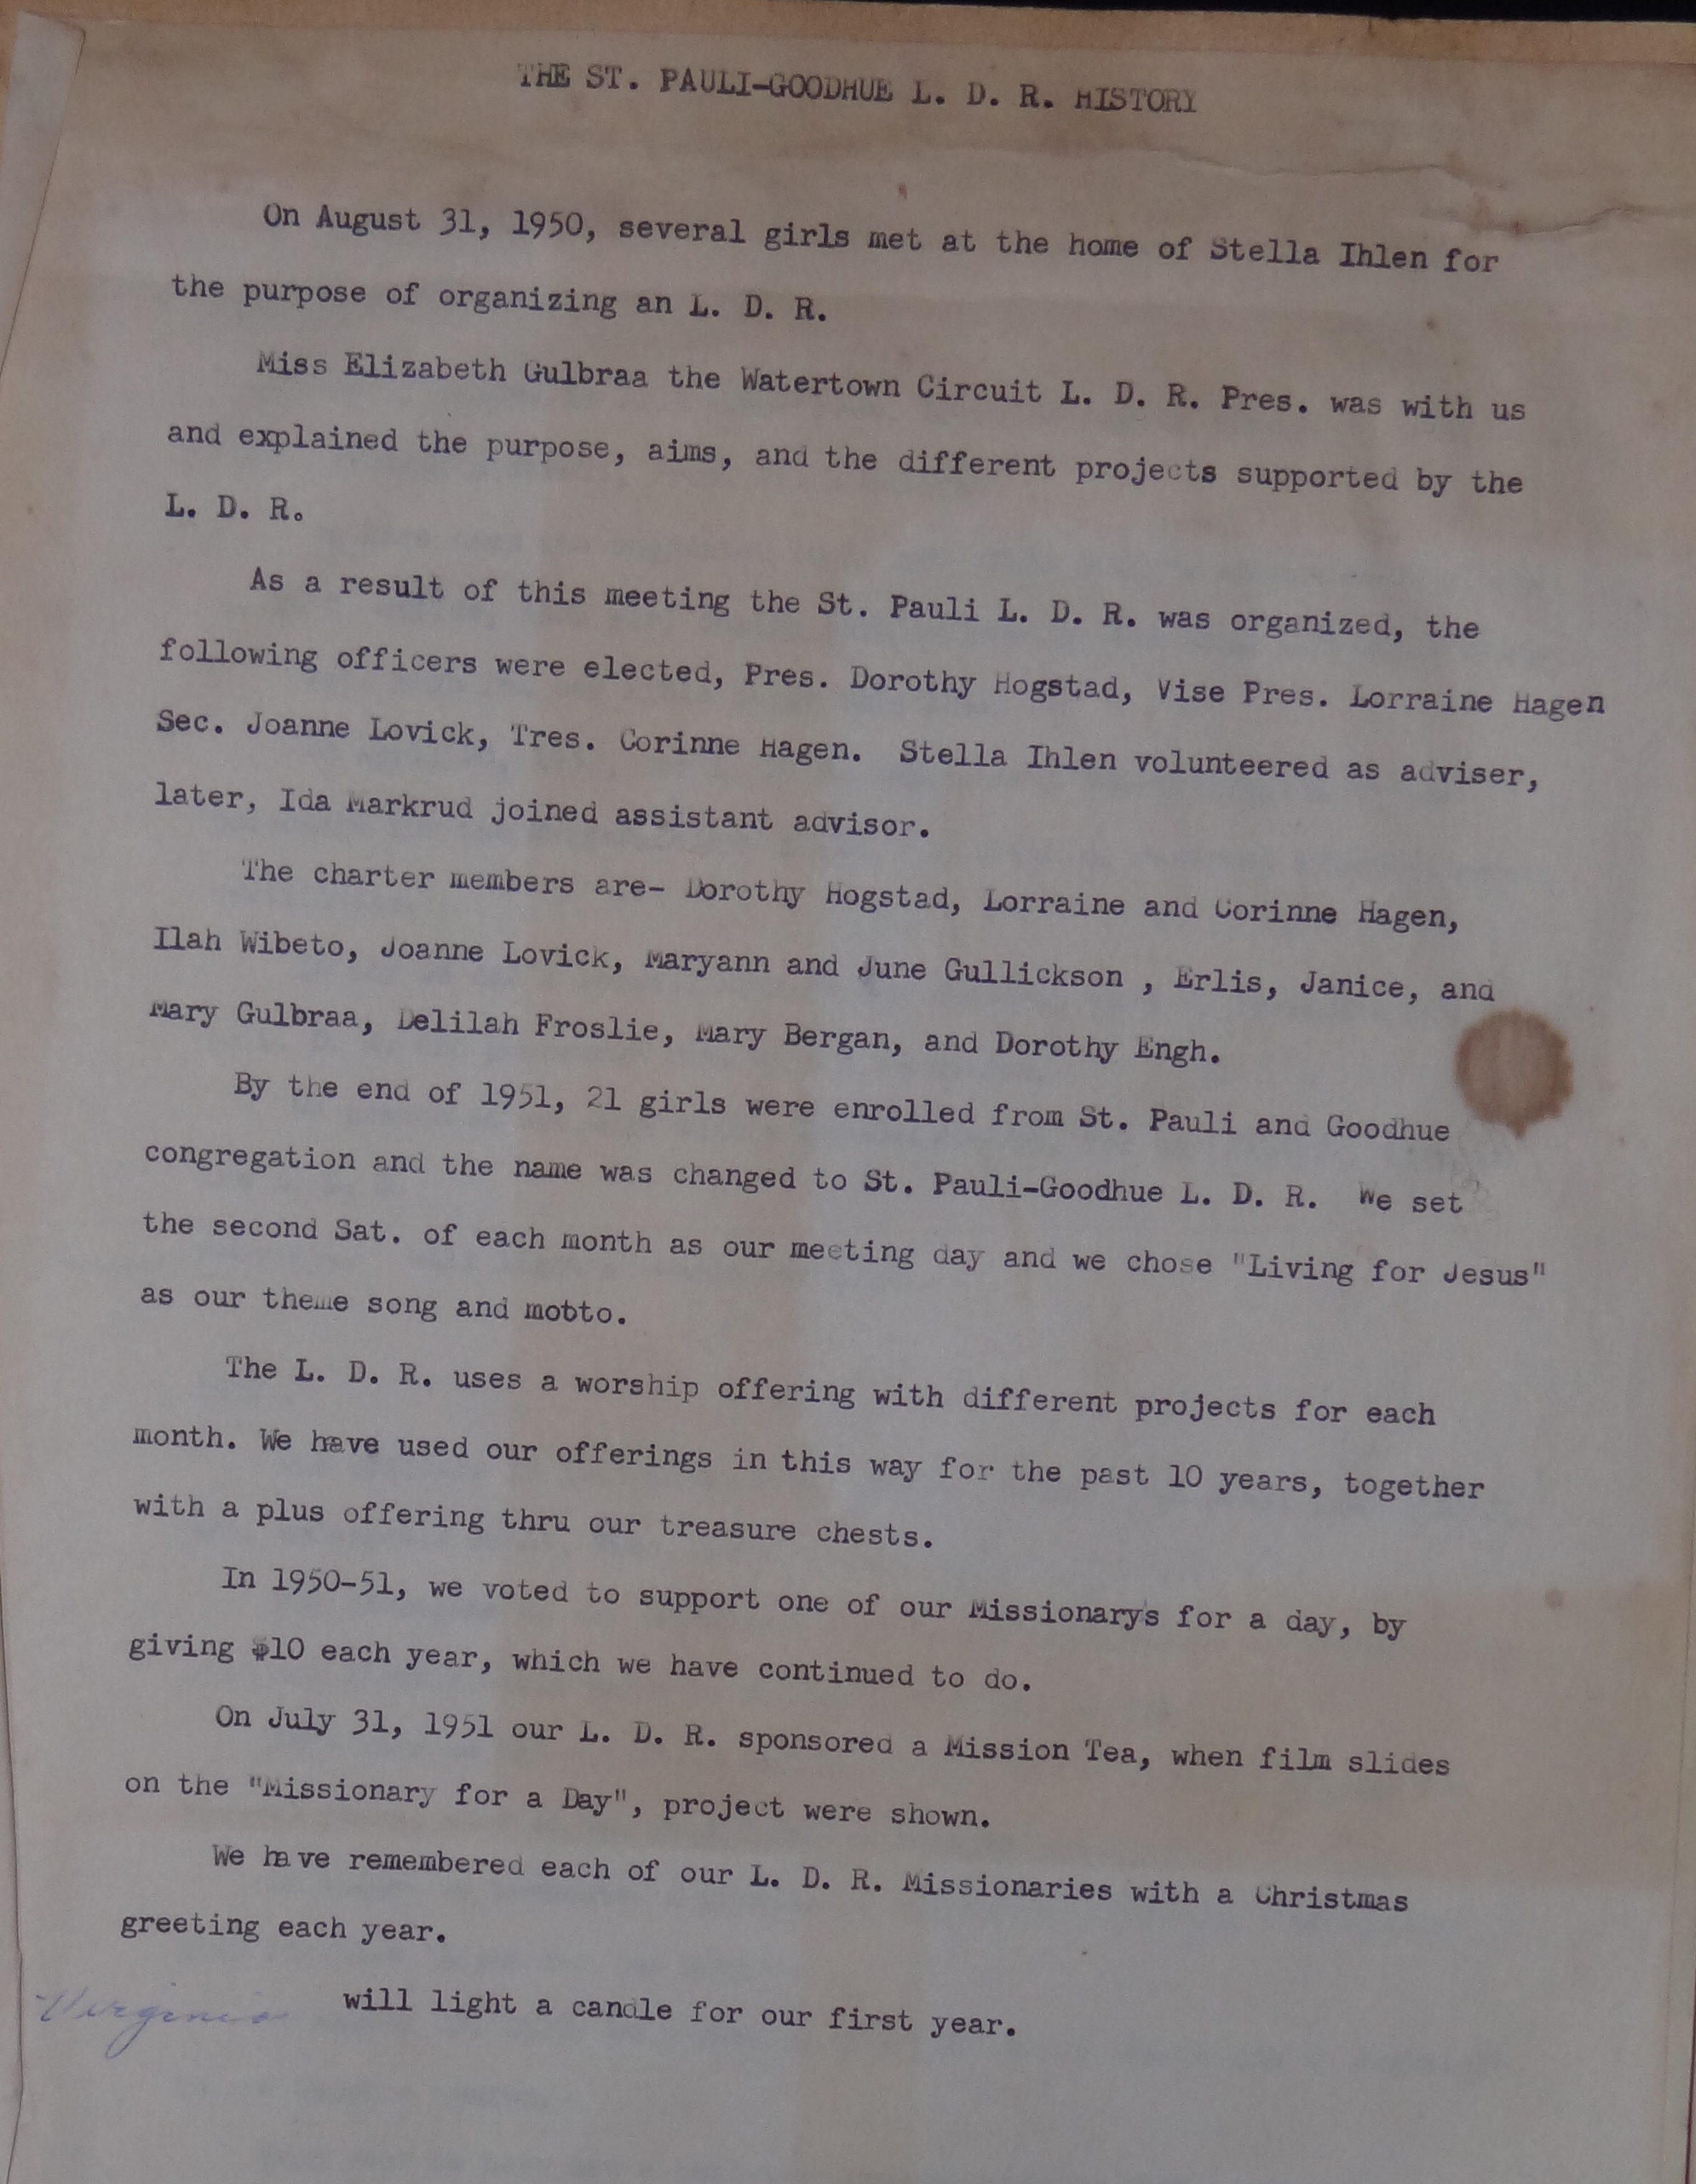 THE ST. PAULI-GOODHUE L. D. R. HISTORY
On August 31, 1950, several girls met at the home of Stella Ihlen for
the purpose of organizing an L. D. R.
Miss Elizabeth Gulbraa the Watertown Circuit L. D. R. Pres. was with us
and explained the purpose, aims, and the different projects supported by the
L. D. R.
As a result of this meeting the St. Pauli L. D. R. was organized, the
following officers were elected, Pres. Dorothy Hogstad, Vise Pres. Lorraine Hagen
Sec. Joanne Lovick, Tres. Corinne Hagen. Stella Ihlen volunteered as adviser,
later, Ida Markrud joined assistant advisor.
The charter members are- Dorothy Hogstad, Lorraine and Corinne Hagen,
Ilah Wibeto, Joanne Lovick, Maryann and June Gullickson , Erlis, Janice, and
Mary Gulbraa, Delilah Froslie, Mary Bergan, and Dorothy Engh.
By the end of 1951, 21 girls were enrolled from St. Pauli and Goodhue
congregation and the name was changed to St. Pauli-Goodhue L. D. R. We set
the second Sat. of each month as our meeting day and we chose "Living for Jesus"
as our theme song and motto.
The L. D. R. uses a worship offering with different projects for each
month. We have used our offerings in this way for the past 10 years, together
with a plus offering thru our treasure chests.
In 1950-51, we voted to support one of our Missionary's for a day, by
giving $10 each year, which we have continued to do.
On July 31, 1951 our L. D. R. sponsored a Mission Tea, when film slides
on the "Missionary for a Day", project were shown.
We have remembered each of our L. D. R. Missionaries with a Christmas
greeting each year.
Virginia will light a candle for our first year.